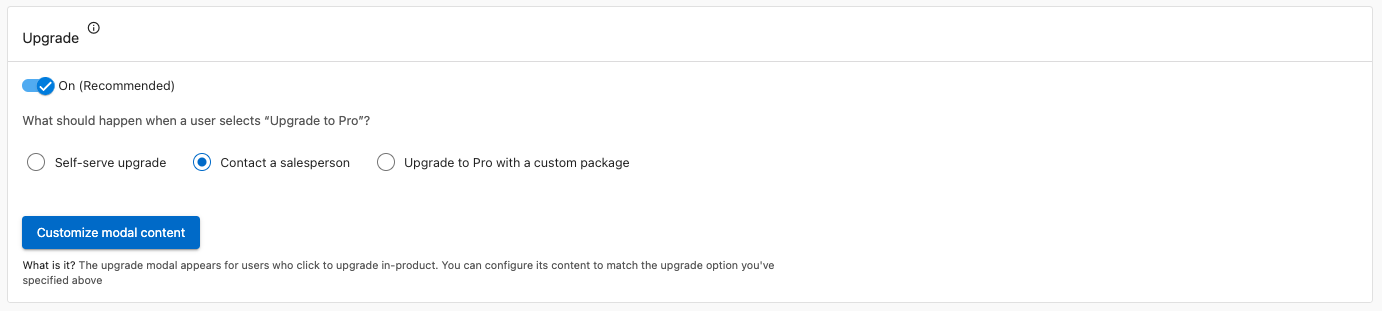 Upgrade
On (Recommended)
What should happen when a user selects “Upgrade to Pro”?
Self-serve upgrade Contact a salesperson Upgrade to Pro with a custom package
Customize modal content
What is it? The upgrade modal appears for users who click to upgrade in-product. You can configure its content to match the upgrade option you've
specified above